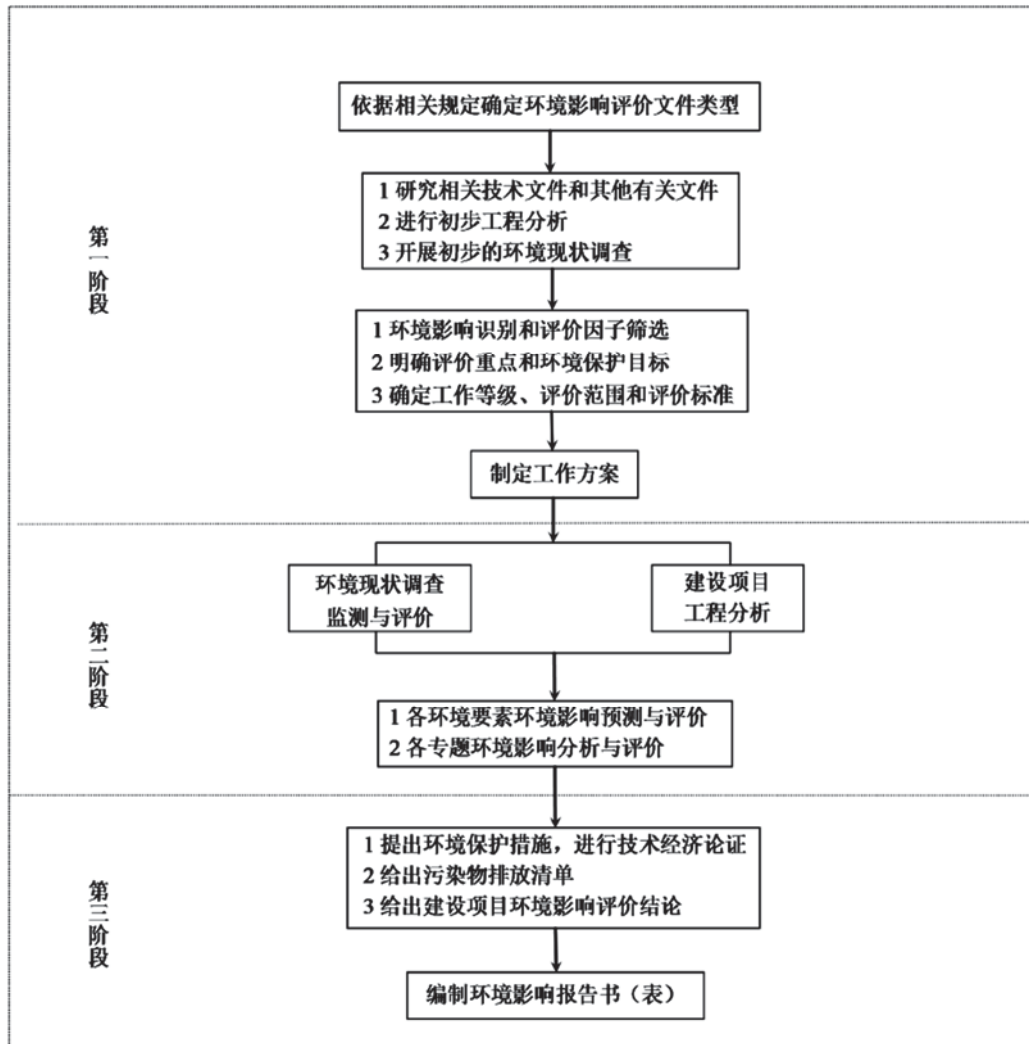 依据相关规定确定环境影响评价文件类型
1 研究相关技术文件和其他有关文件
2 进行初步工程分析
3 开展初步的环境现状调查
第一阶段
1 环境影响识别和评价因子筛选
2 明确评价重点和环境保护目标
3 确定工作等级、评价范围和评价标准
制定工作方案
环境现状调查
监测与评价
建设项目
工程分析
第二阶段
1 各环境要素环境影响预测与评价
2 各专题环境影响分析与评价
1 提出环境保护措施，进行技术经济论证
2 给出污染物排放清单
3 给出建设项目环境影响评价结论
第三阶段
编制环境影响报告书（表）